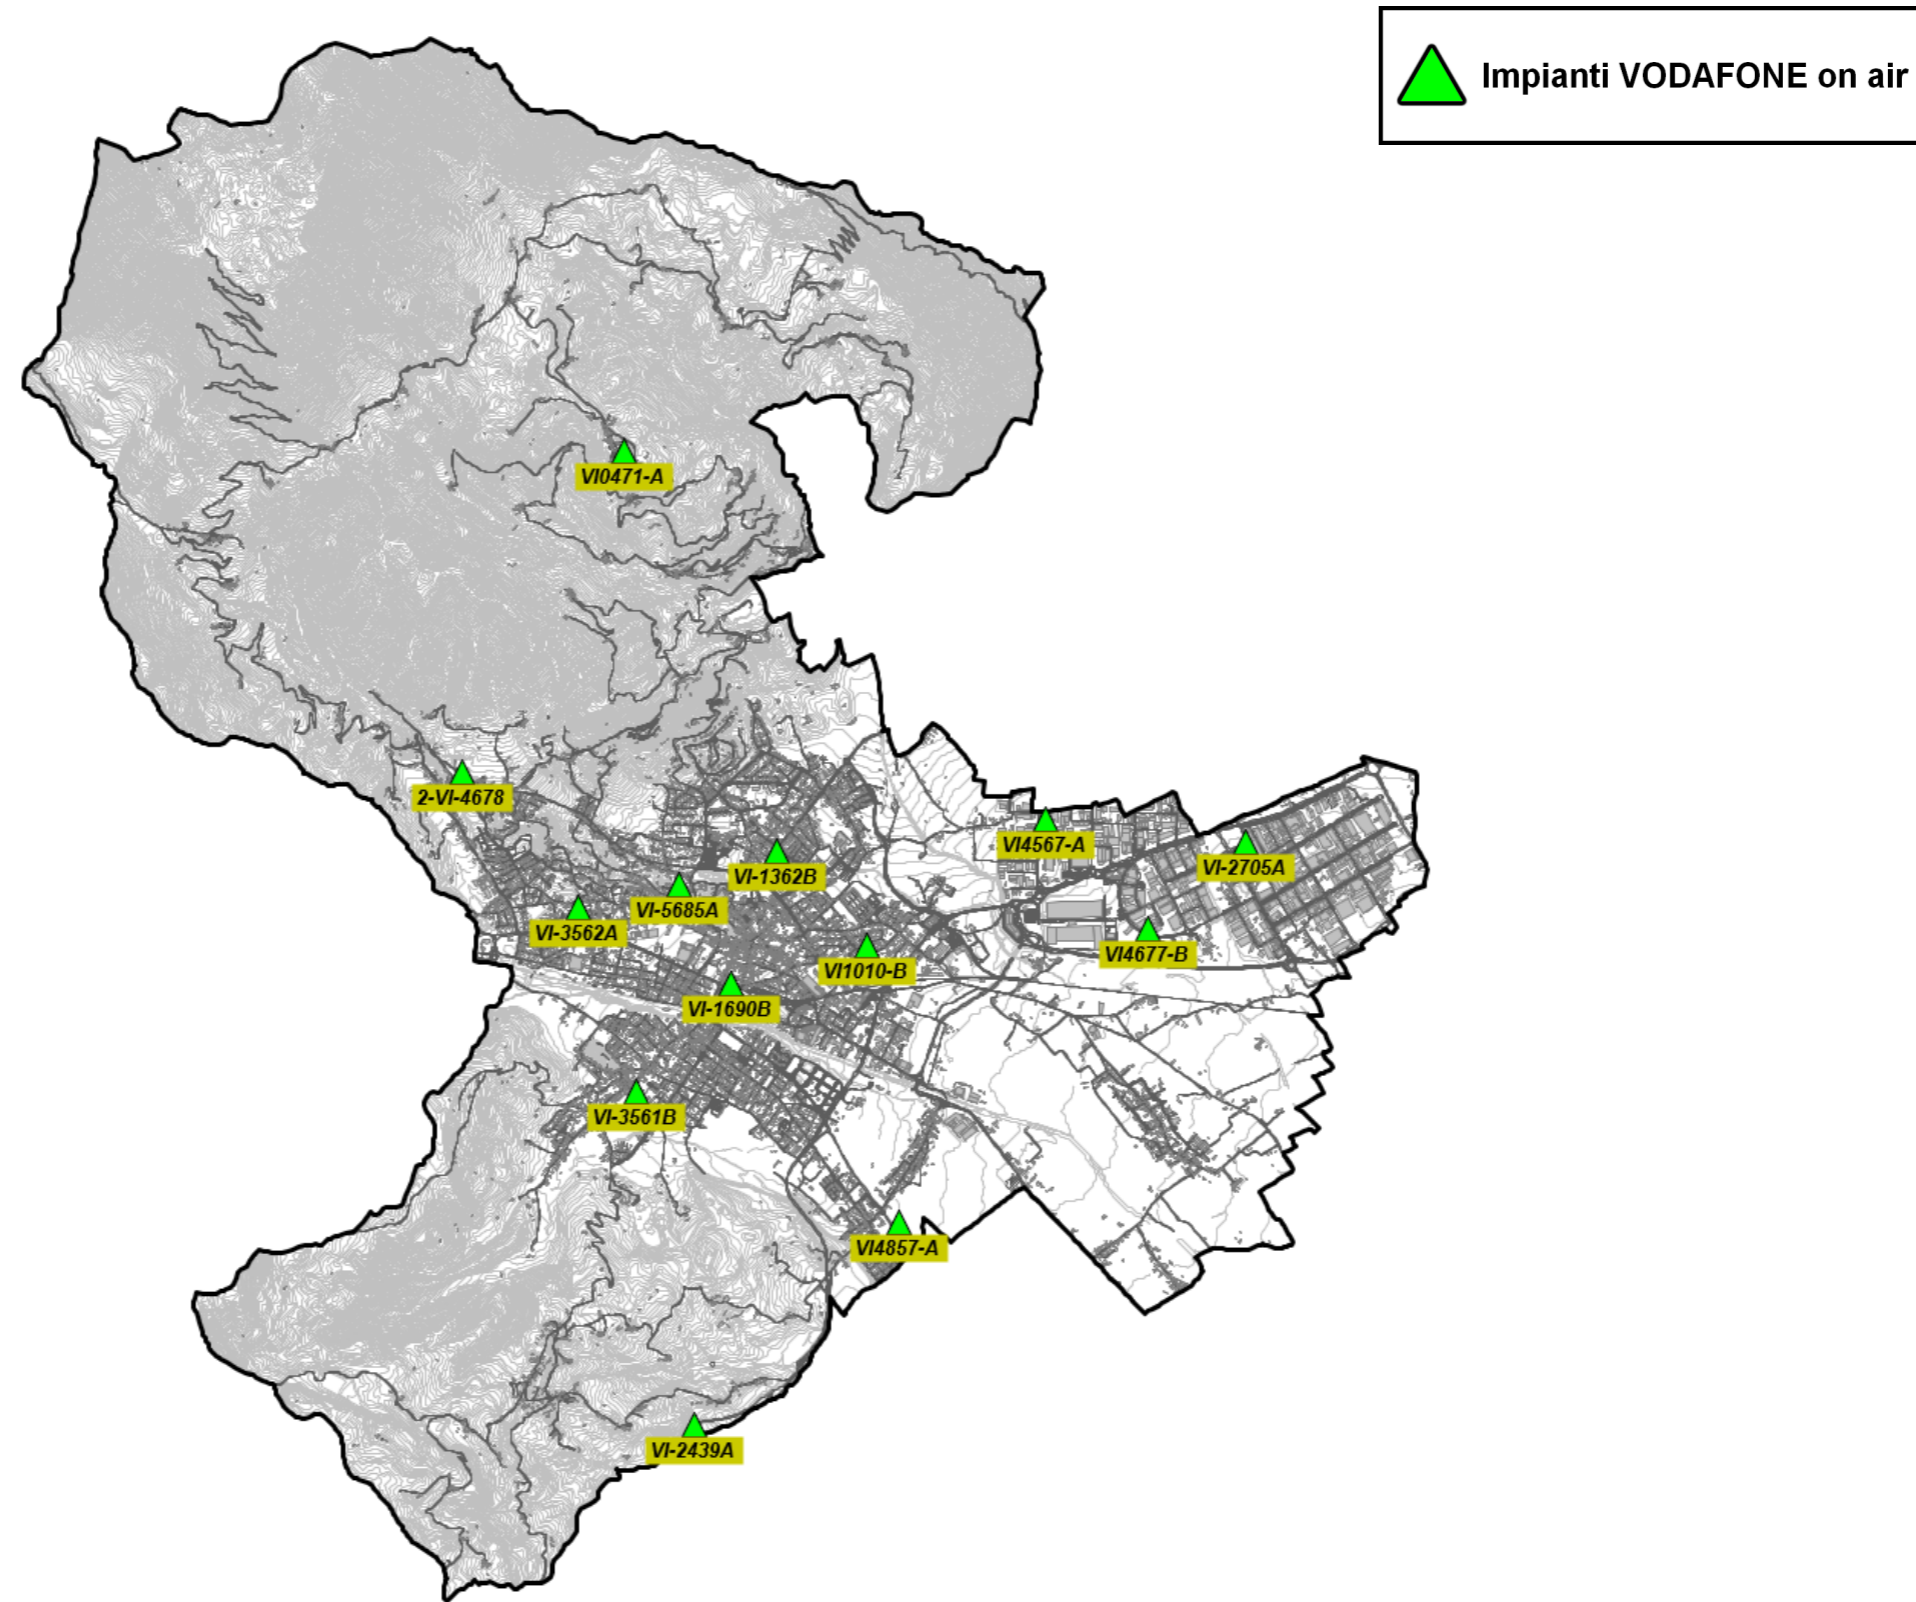 Impianti VODAFONE on air
VI0471-A
2-VI-4678
VI4567-A
VI-2705A
VI-1362B
VI-5685A
VI-3562A
VI4677-B
VI1010-B
VI-1690B
VI-3561B
VI4857-A
VI-2439A